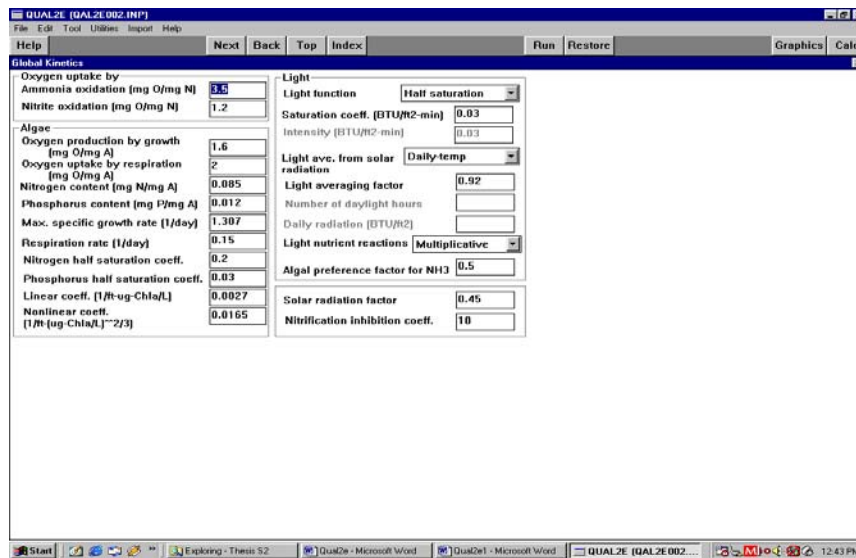 QUAL2E (QAL2E002.INP)
File Edit Tool Utilities Import Help
Help Next Back Top Index Run Restore Graphics Calc
Global Kinetics
Oxygen uptake by
Ammonia oxidation (mg O/mg N) 3.5
Nitrite oxidation (mg O/mg N) 1.2
Algae
Oxygen production by growth
(mg O/mg A) 1.6
Oxygen uptake by respiration
(mg O/mg A) 2
Nitrogen content (mg N/mg A) 0.085
Phosphorus content (mg P/mg A) 0.012
Max. specific growth rate (1/day) 1.307
Respiration rate (1/day) 0.15
Nitrogen half saturation coeff. 0.2
Phosphorus half saturation coeff. 0.03
Linear coeff. (1/ft-ug-Chla/L) 0.0027
Nonlinear coeff.
(1/ft-(ug-Chla/L)^^2/3) 0.0165
Light
Light function Half saturation
Saturation coeff. (BTU/ft2-min) 0.03
Intensity (BTU/ft2-min) 0.03
Light ave. from solar Daily-temp
radiation
Light averaging factor 0.92
Number of daylight hours
Daily radiation (BTU/ft2)
Light nutrient reactions Multiplicative
Algal preference factor for NH3 0.5
Solar radiation factor 0.45
Nitrification inhibition coeff. 10
Start Exploring - Thesis S2 Qual2e - Microsoft Word Qual2e1 - Microsoft Word QUAL2E (QAL2E002.... 12:43 PM